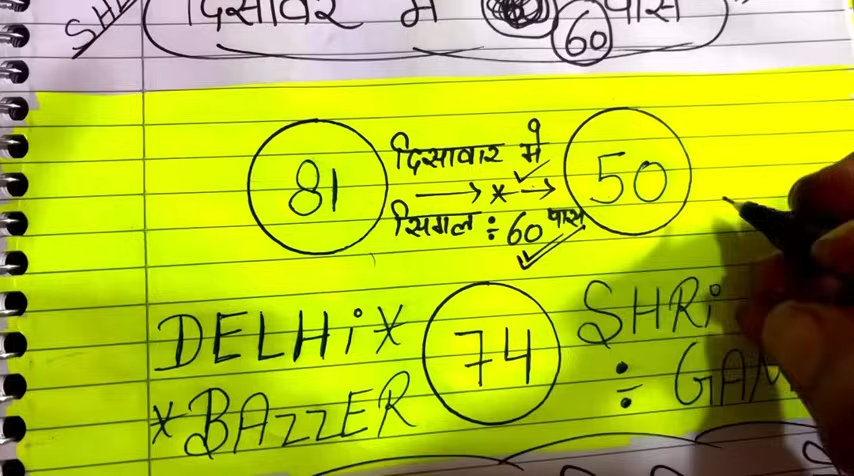 दिसावर में 60 पास
81 दिसावर में 50
सिंगल ÷ 60 पास
DELHi * 74 SHRi
* BAZZER ÷ GAM